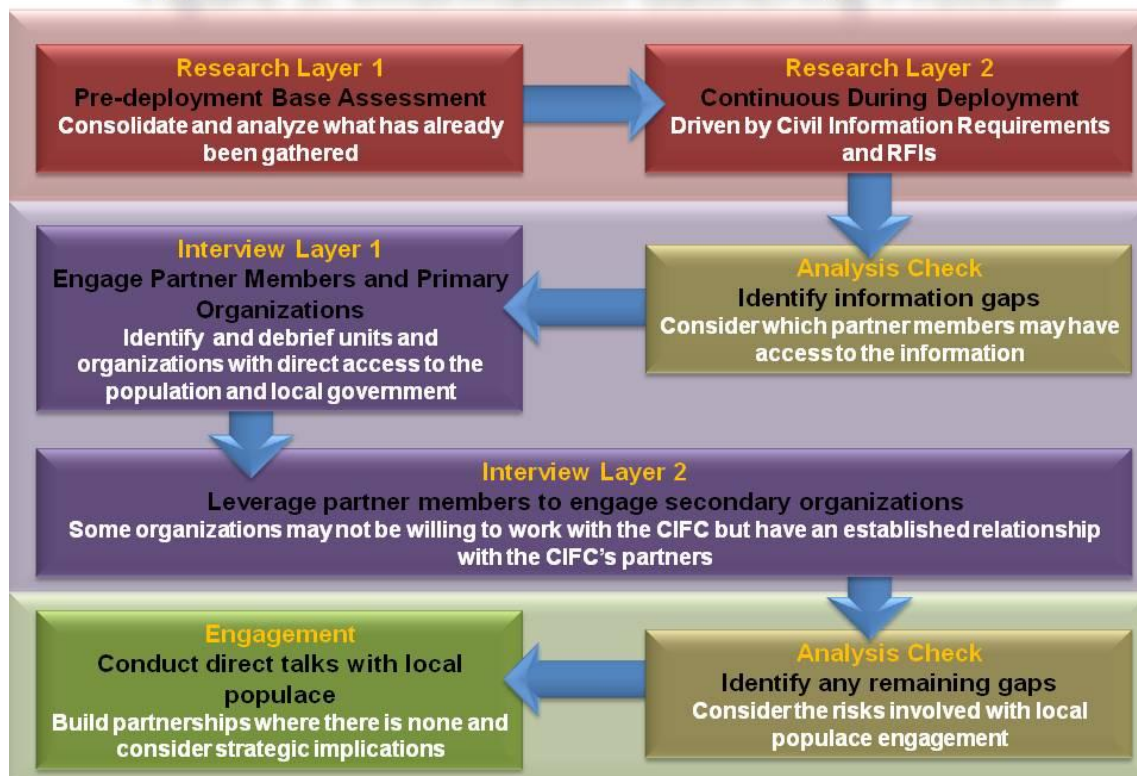 Research Layer 1
Pre-deployment Base Assessment
Consolidate and analyze what has already
been gathered
Research Layer 2
Continuous During Deployment
Driven by Civil Information Requirements
and RFIs
Interview Layer 1
Engage Partner Members and Primary
Organizations
Identify and debrief units and
organizations with direct access to the
population and local government
Analysis Check
Identify information gaps
Consider which partner members may have
access to the information
Interview Layer 2
Leverage partner members to engage secondary organizations
Some organizations may not be willing to work with the CIFC but have an established relationship
with the CIFC's partners
Engagement
Conduct direct talks with local
populace
Build partnerships where there is none and
consider strategic implications
Analysis Check
Identify any remaining gaps
Consider the risks involved with local
populace engagement